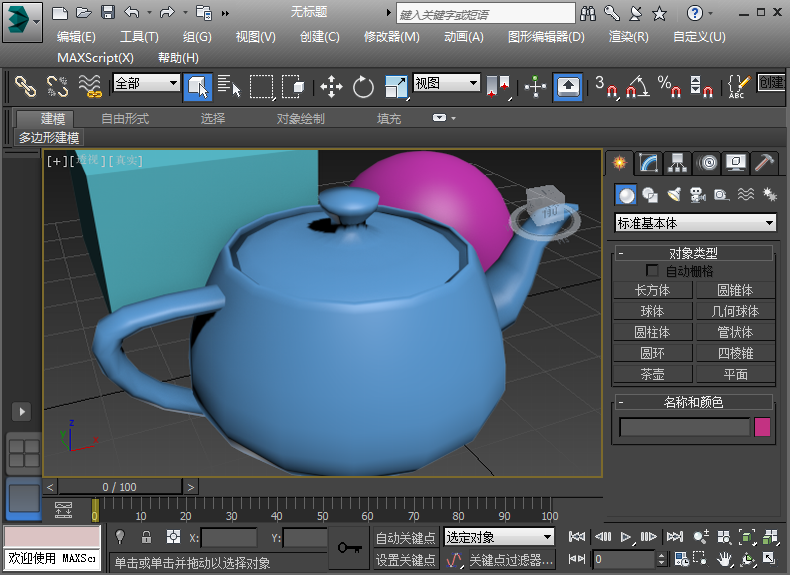 无标题
键入关键字或短语
编辑(E) 工具(T) 组(G) 视图(V) 创建(C) 修改器(M) 动画(A) 图形编辑器(D) 渲染(R) 自定义(U)
MAXScript(X) 帮助(H)
全部 视图 3 % ABC 创建
建模 自由形式 选择 对象绘制 填充
多边形建模
[+][透视][真实]
标准基本体
- 对象类型
自动栅格
长方体 圆锥体
球体 几何球体
圆柱体 管状体
圆环 四棱锥
茶壶 平面
- 名称和颜色
z
y
x
< 0 / 100 >
0 10 20 30 40 50 60 70 80 90 100
X: Y: 自动关键点 选定对象
欢迎使用 MAXSc 单击或单击并拖动以选择对象 设置关键点 关键点过滤器... 0